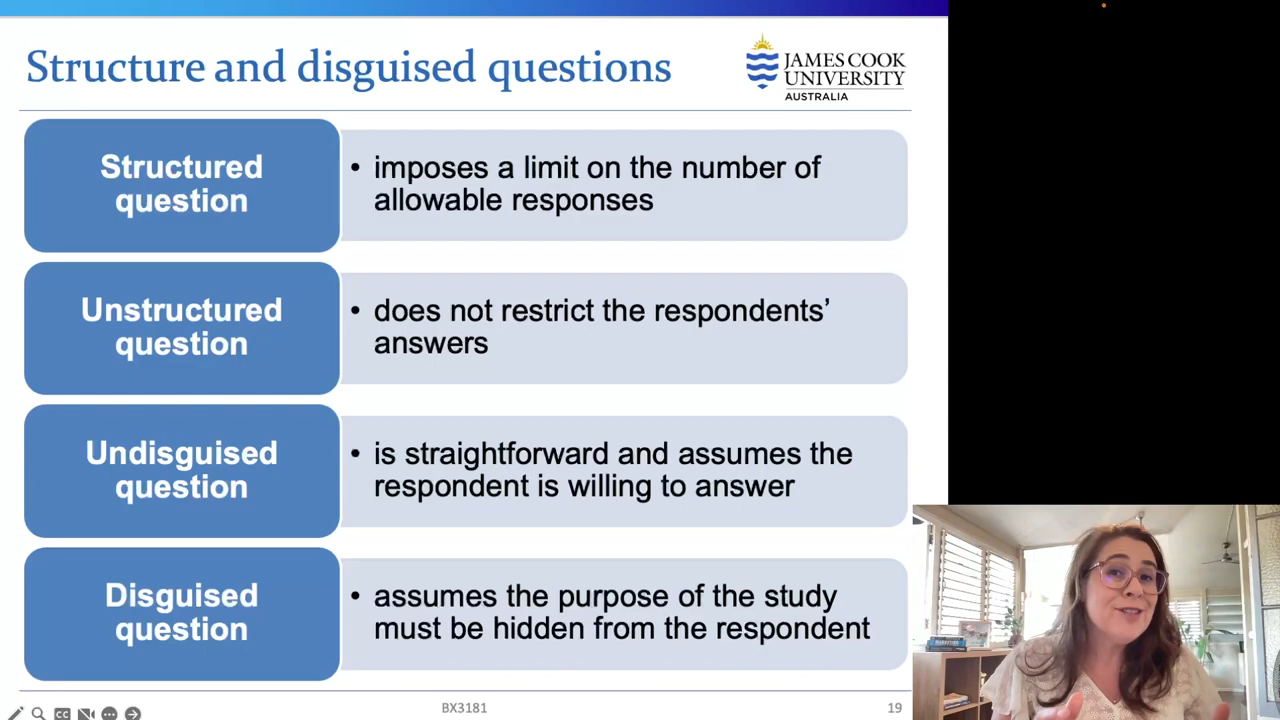 Structure and disguised questions
JAMES COOK
UNIVERSITY
AUSTRALIA
Structured
question
• imposes a limit on the number of
allowable responses
Unstructured
question
• does not restrict the respondents’
answers
Undisguised
question
• is straightforward and assumes the
respondent is willing to answer
Disguised
question
• assumes the purpose of the study
must be hidden from the respondent
BX3181
19